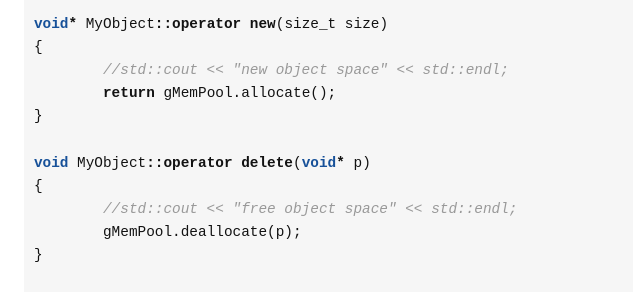 void* MyObject::operator new(size_t size)
{
        //std::cout << "new object space" << std::endl;
        return gMemPool.allocate();
}

void MyObject::operator delete(void* p)
{
        //std::cout << "free object space" << std::endl;
        gMemPool.deallocate(p);
}